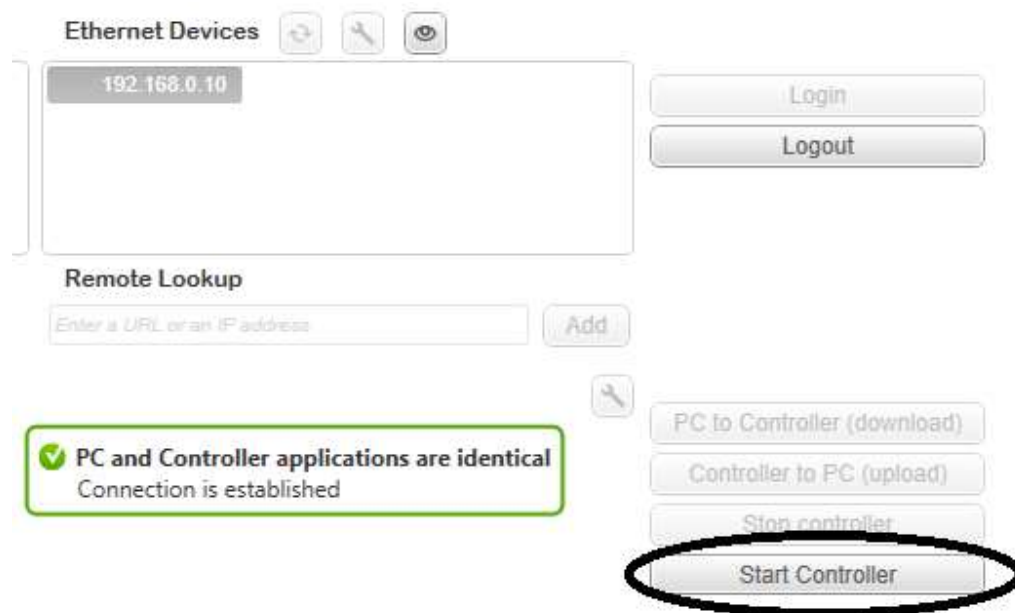 Ethernet Devices
192.168.0.10
Login
Logout
Remote Lookup
Enter a URL or an IP address
Add
PC to Controller (download)
PC and Controller applications are identical
Controller to PC (upload)
Connection is established
Stop controller
Start Controller